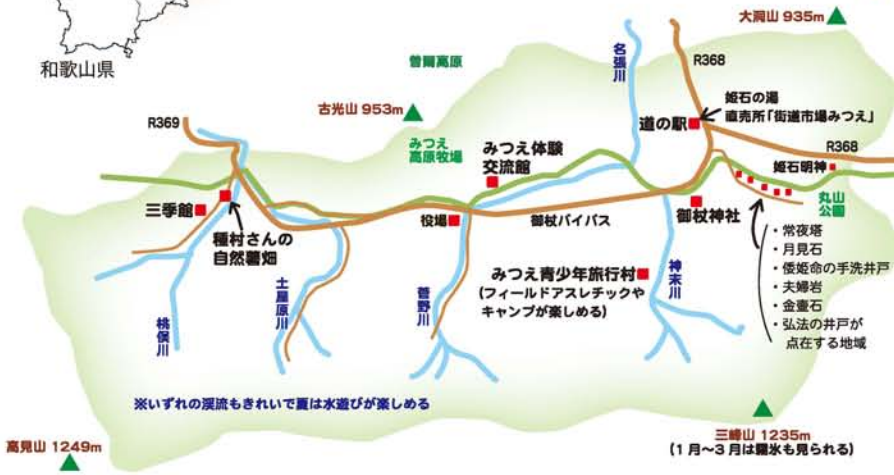 和歌山県
大洞山 935m
曽爾高原
名張川
R368
古光山 953m
姫石の湯
直売所「街道市場みつえ」
R369
道の駅
みつえ
高原牧場
みつえ体験
交流館
R368
姫石明神
三季館
丸山
公園
役場
御杖バイパス
御杖神社
種村さんの
自然薯畑
・常夜塔
・月見石
・倭姫命の手洗井戸
・夫婦岩
・金壷石
・弘法の井戸が
点在する地域
みつえ青少年旅行村
(フィールドアスレチックや
キャンプが楽しめる)
神末川
土屋原川
菅野川
桃俣川
※いずれの渓流もきれいで夏は水遊びが楽しめる
高見山 1249m
三峰山 1235m
(1月～3月は霧氷も見られる)